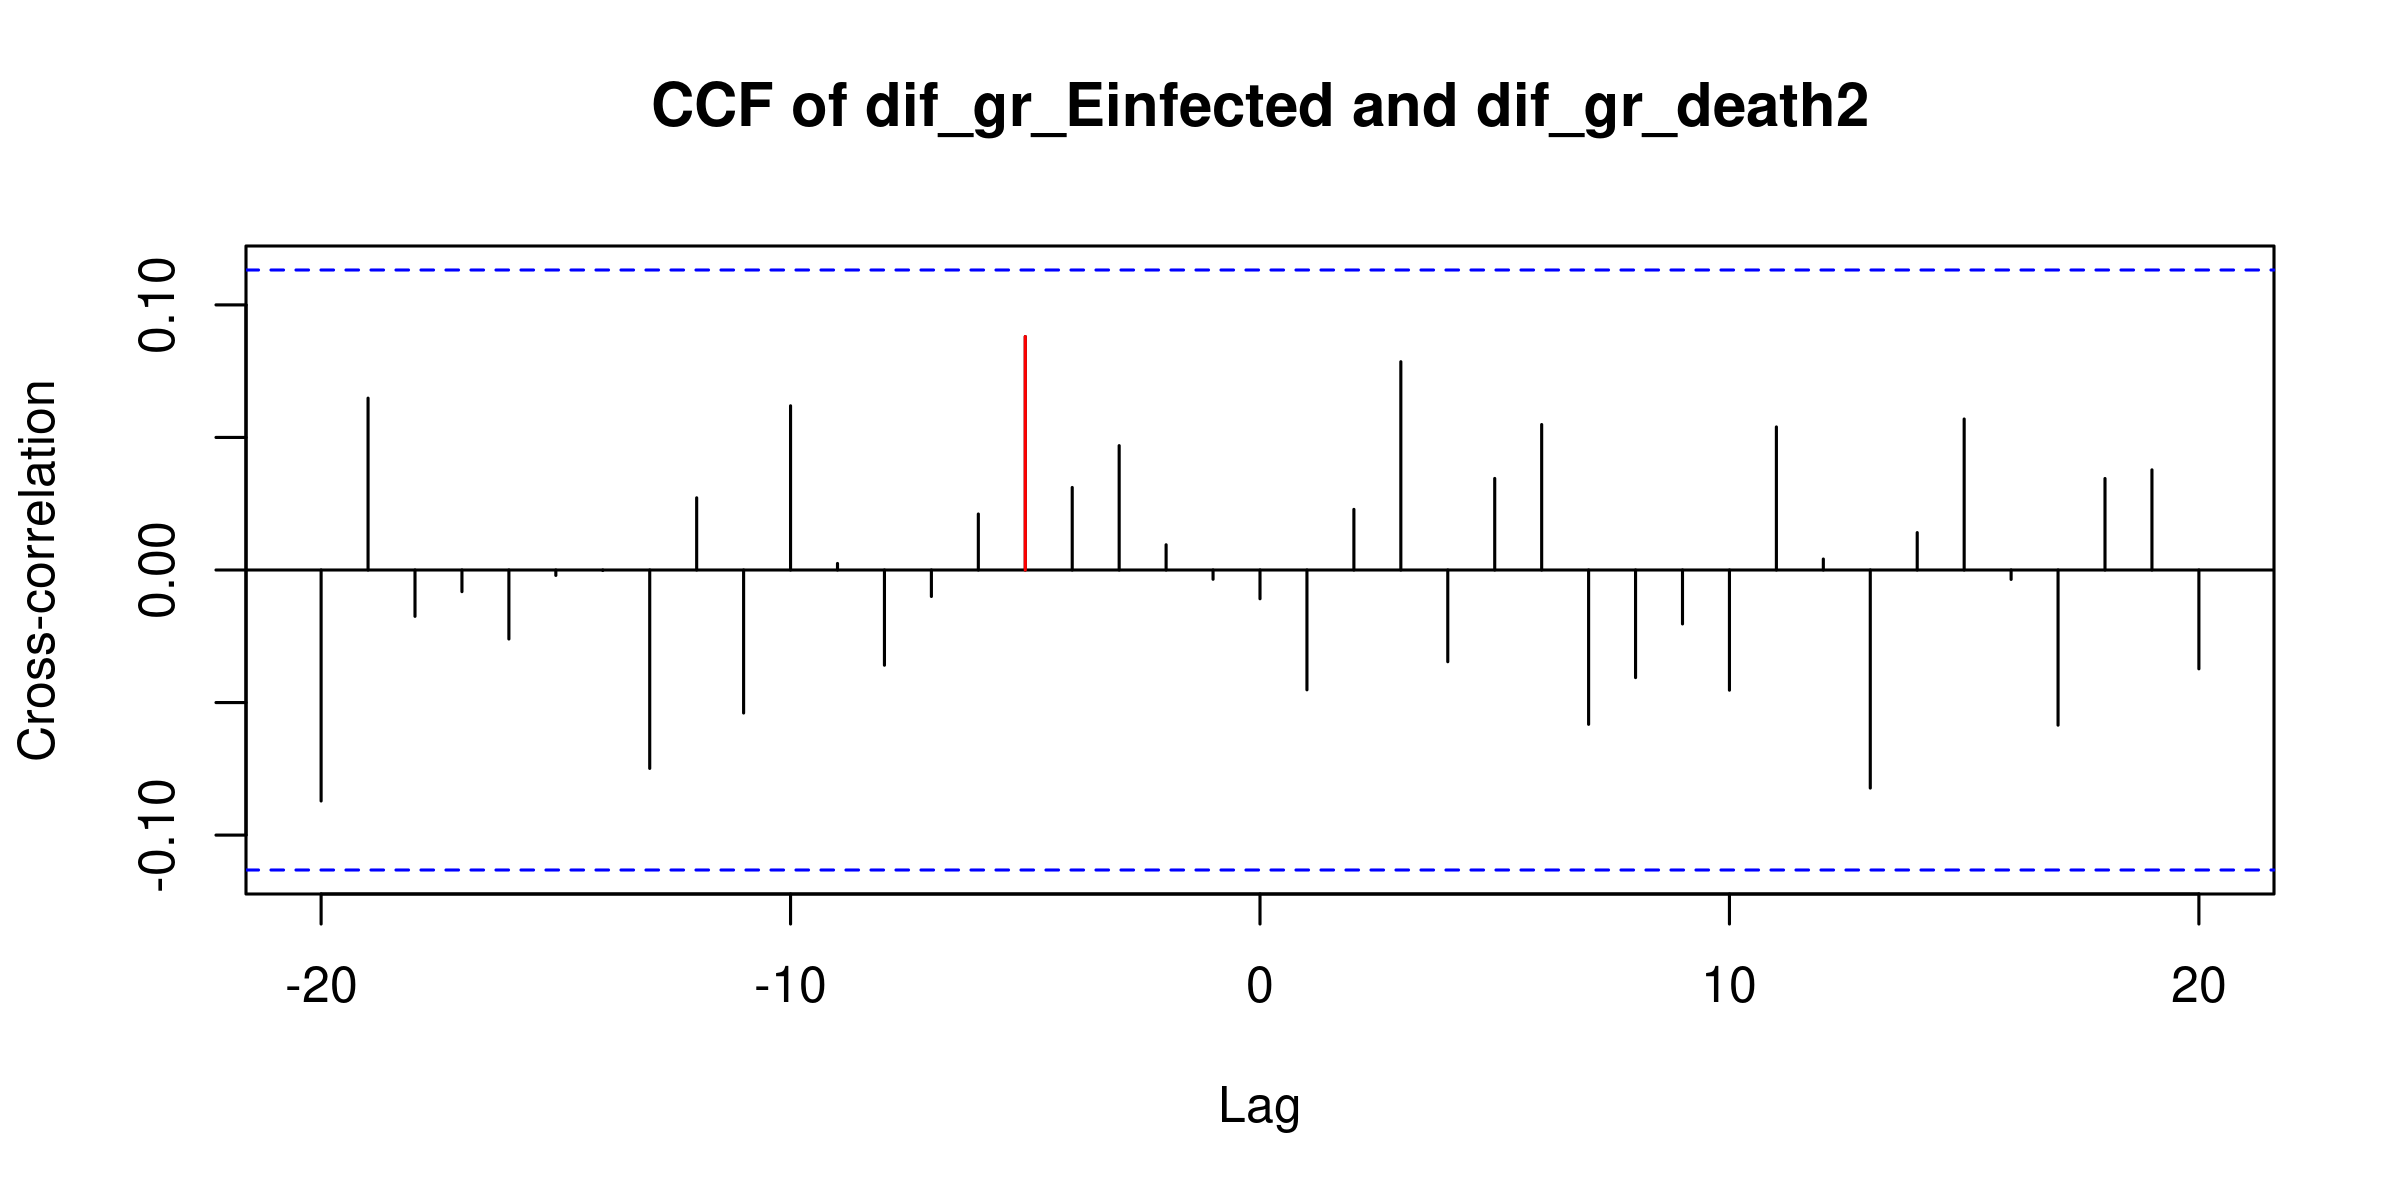 CCF of dif_gr_Einfected and dif_gr_death2
Cross-correlation
0.10
0.00
-0.10
-20
-10
0
10
20
Lag